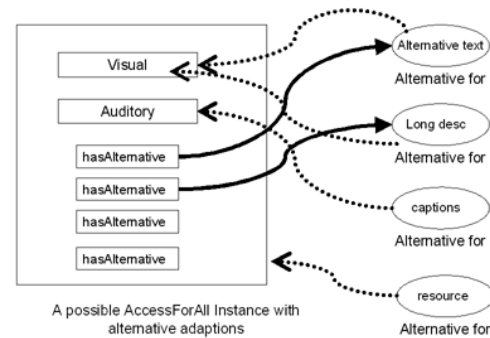 Visual
Auditory
hasAlternative
hasAlternative
hasAlternative
hasAlternative
A possible AccessForAll Instance with
alternative adaptions
Alternative text
Alternative for
Long desc
Alternative for
captions
Alternative for
resource
Alternative for